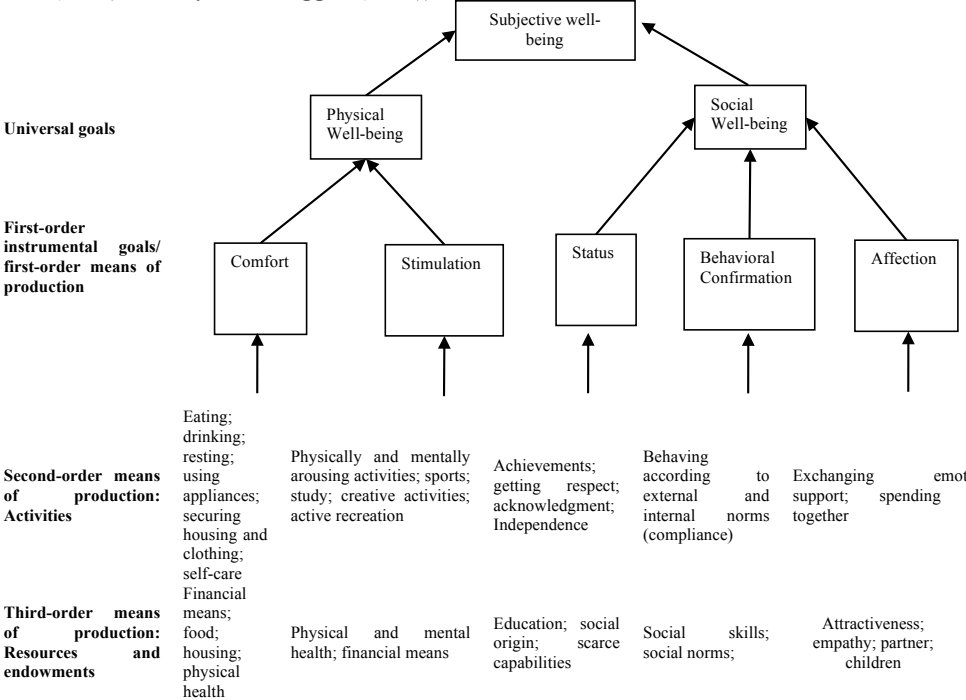 Subjective well-
being
Universal goals
Physical
Well-being
Social
Well-being
First-order
instrumental goals/
first-order means of
production
Comfort
Stimulation
Status
Behavioral
Confirmation
Affection
Second-order means
of production:
Activities
Eating;
drinking;
resting;
using
appliances;
securing
housing and
clothing;
self-care
Physically and mentally
arousing activities; sports;
study; creative activities;
active recreation
Achievements;
getting respect;
acknowledgment;
Independence
Behaving
according to
external and
internal norms
(compliance)
Exchanging emot
support; spending
together
Third-order means
of production:
Resources and
endowments
Financial
means;
food;
housing;
physical
health
Physical and mental
health; financial means
Education; social
origin; scarce
capabilities
Social skills;
social norms;
Attractiveness;
empathy; partner;
children